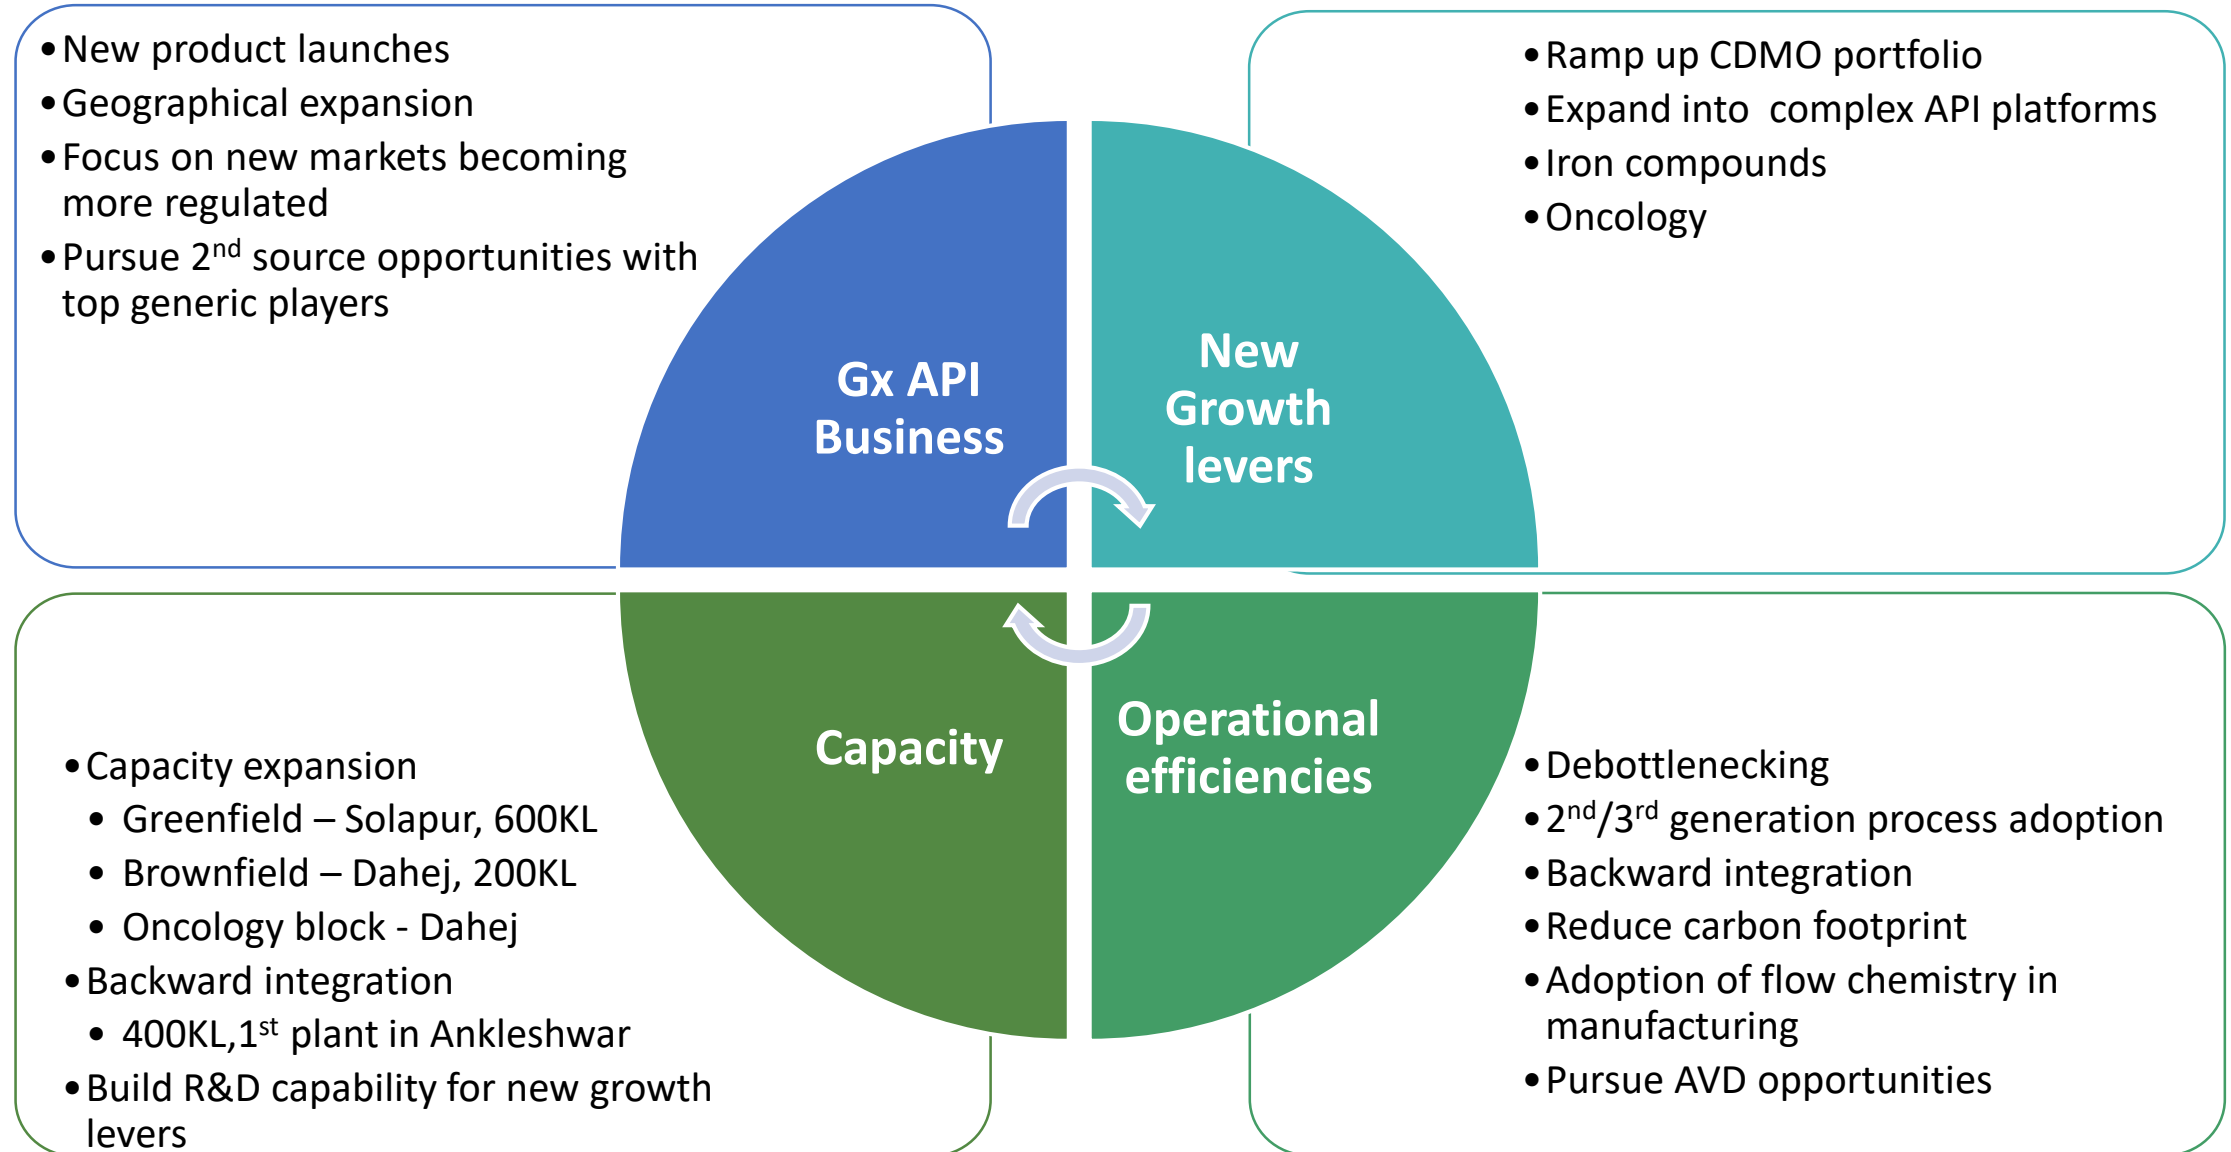 •New product launches
•Geographical expansion
•Focus on new markets becoming
more regulated
•Pursue 2nd source opportunities with
top generic players
Gx API
Business
•Ramp up CDMO portfolio
•Expand into  complex API platforms
•Iron compounds
•Oncology
New
Growth
levers
•Capacity expansion
• Greenfield – Solapur, 600KL
• Brownfield – Dahej, 200KL
• Oncology block - Dahej
•Backward integration
• 400KL,1st plant in Ankleshwar
•Build R&D capability for new growth
levers
Capacity
Operational
efficiencies
•Debottlenecking
•2nd/3rd generation process adoption
•Backward integration
•Reduce carbon footprint
•Adoption of flow chemistry in
manufacturing
•Pursue AVD opportunities